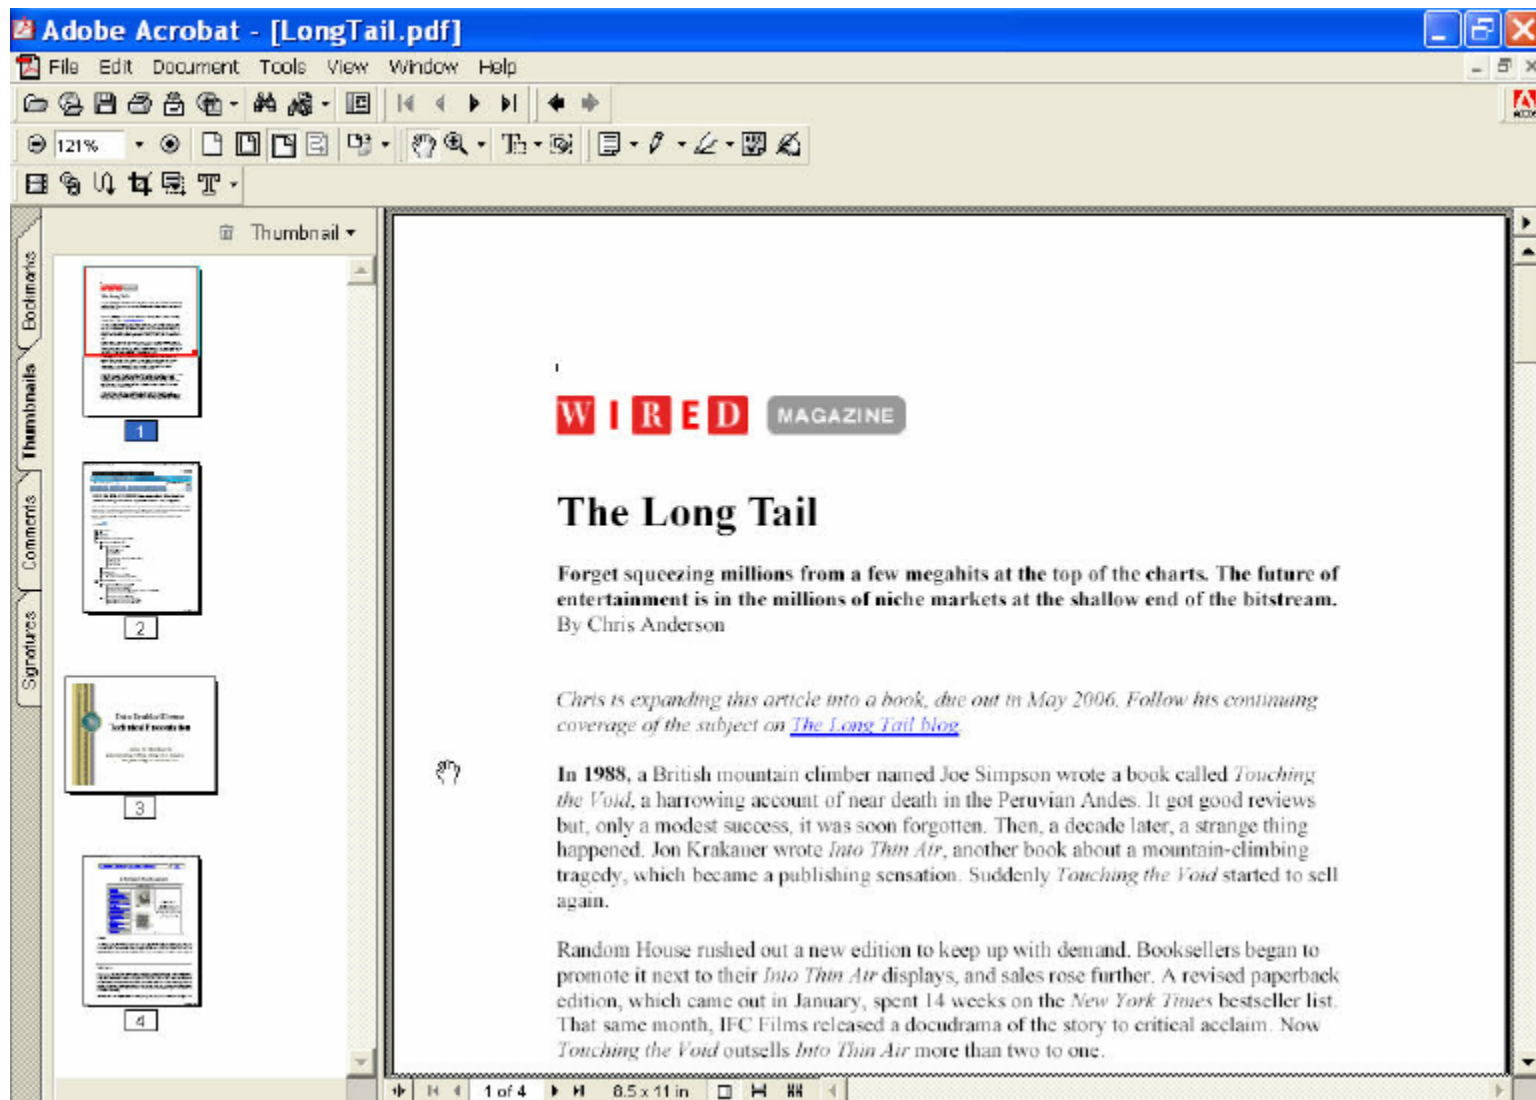 Adobe Acrobat - [LongTail.pdf]
File Edit Document Tools View Window Help
121%
Bookmarks
Thumbnails
Comments
Signatures
Thumbnail
1
2
3
4
WIRED MAGAZINE
The Long Tail
Forget squeezing millions from a few megahits at the top of the charts. The future of
entertainment is in the millions of niche markets at the shallow end of the bitstream.
By Chris Anderson
Chris is expanding this article into a book, due out in May 2006. Follow his continuing
coverage of the subject on The Long Tail blog.
In 1988, a British mountain climber named Joe Simpson wrote a book called Touching
the Void, a harrowing account of near death in the Peruvian Andes. It got good reviews
but, only a modest success, it was soon forgotten. Then, a decade later, a strange thing
happened. Jon Krakauer wrote Into Thin Air, another book about a mountain-climbing
tragedy, which became a publishing sensation. Suddenly Touching the Void started to sell
again.
Random House rushed out a new edition to keep up with demand. Booksellers began to
promote it next to their Into Thin Air displays, and sales rose further. A revised paperback
edition, which came out in January, spent 14 weeks on the New York Times bestseller list.
That same month, IFC Films released a docudrama of the story to critical acclaim. Now
Touching the Void outsells Into Thin Air more than two to one.
1 of 4 8.5 x 11 in